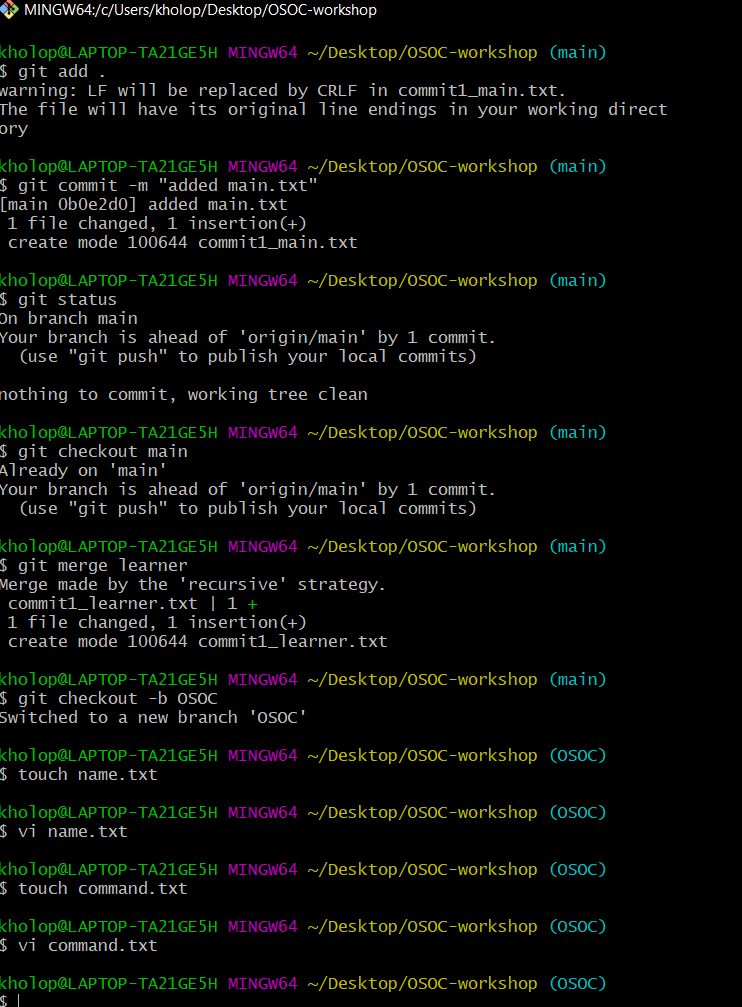 MINGW64:/c/Users/kholop/Desktop/OSOC-workshop
kholop@LAPTOP-TA21GE5H MINGW64 ~/Desktop/OSOC-workshop (main)
$ git add .
warning: LF will be replaced by CRLF in commit1_main.txt.
The file will have its original line endings in your working direct
ory
kholop@LAPTOP-TA21GE5H MINGW64 ~/Desktop/OSOC-workshop (main)
$ git commit -m "added main.txt"
[main 0b0e2d0] added main.txt
 1 file changed, 1 insertion(+)
 create mode 100644 commit1_main.txt
kholop@LAPTOP-TA21GE5H MINGW64 ~/Desktop/OSOC-workshop (main)
$ git status
On branch main
Your branch is ahead of 'origin/main' by 1 commit.
  (use "git push" to publish your local commits)
nothing to commit, working tree clean
kholop@LAPTOP-TA21GE5H MINGW64 ~/Desktop/OSOC-workshop (main)
$ git checkout main
Already on 'main'
Your branch is ahead of 'origin/main' by 1 commit.
  (use "git push" to publish your local commits)
kholop@LAPTOP-TA21GE5H MINGW64 ~/Desktop/OSOC-workshop (main)
$ git merge learner
Merge made by the 'recursive' strategy.
 commit1_learner.txt | 1 +
 1 file changed, 1 insertion(+)
 create mode 100644 commit1_learner.txt
kholop@LAPTOP-TA21GE5H MINGW64 ~/Desktop/OSOC-workshop (main)
$ git checkout -b OSOC
Switched to a new branch 'OSOC'
kholop@LAPTOP-TA21GE5H MINGW64 ~/Desktop/OSOC-workshop (OSOC)
$ touch name.txt
kholop@LAPTOP-TA21GE5H MINGW64 ~/Desktop/OSOC-workshop (OSOC)
$ vi name.txt
kholop@LAPTOP-TA21GE5H MINGW64 ~/Desktop/OSOC-workshop (OSOC)
$ touch command.txt
kholop@LAPTOP-TA21GE5H MINGW64 ~/Desktop/OSOC-workshop (OSOC)
$ vi command.txt
kholop@LAPTOP-TA21GE5H MINGW64 ~/Desktop/OSOC-workshop (OSOC)
$